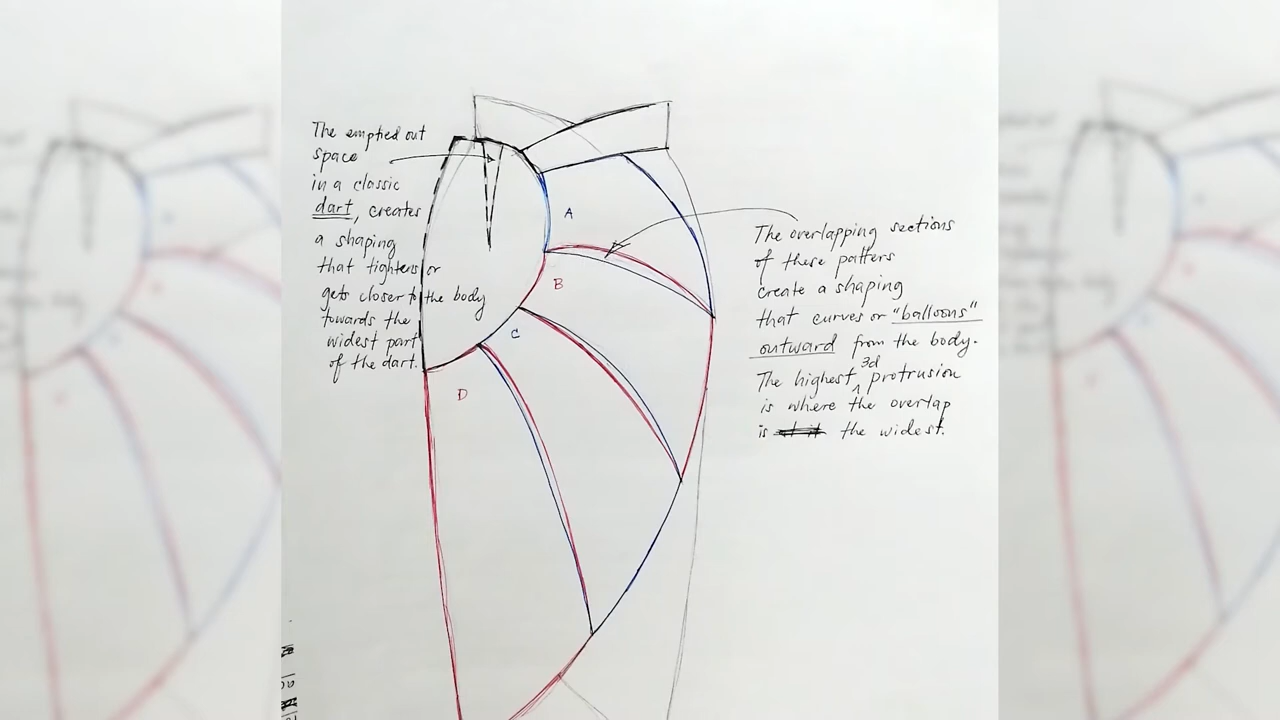 The emptied out
space
in a classic
dart, creates
a shaping
that tightens or
gets closer to the body
towards the
widest part
of the dart.
A
B
C
D
The overlapping sections
of these patters
create a shaping
that curves or "balloons"
outward from the body.
The highest 3d protrusion
is where the overlap
is the widest.